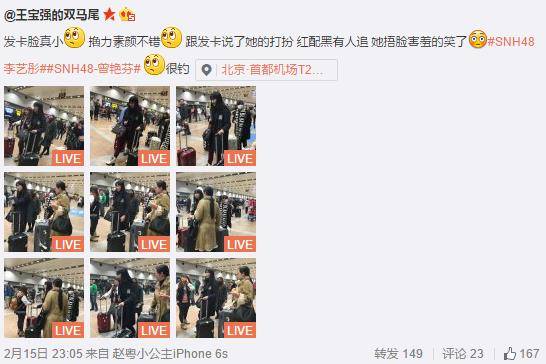 @王宝强的双马尾
发卡脸真小 换力素颜不错 跟发卡说了她的打扮 红配黑有人追 她捂脸害羞的笑了 #SNH48
李艺彤##SNH48-曾艳芬# 很钓 北京·首都机场T2...
LIVE LIVE LIVE
LIVE LIVE LIVE
LIVE LIVE LIVE
2月15日 23:05 来自 赵粤小公主iPhone 6s 转发 149 评论 23 167